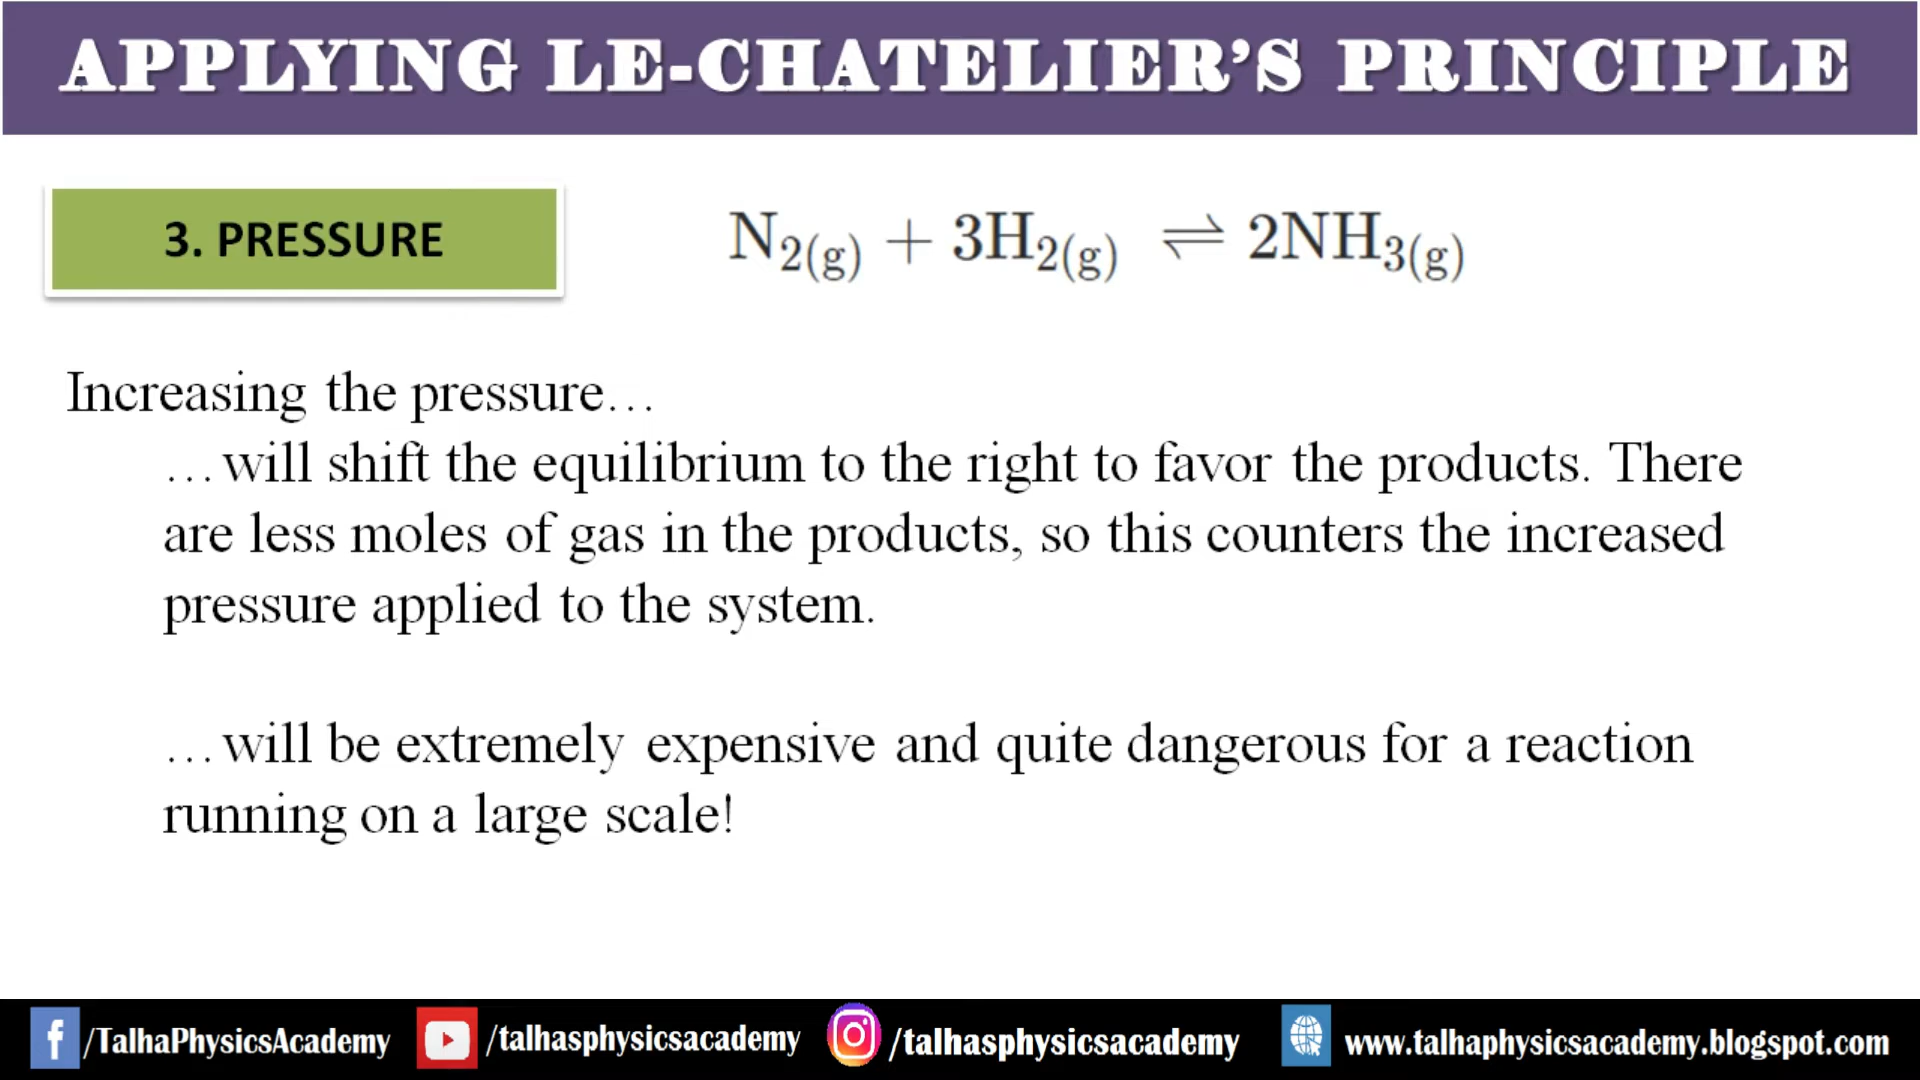 APPLYING LE-CHATELIER’S PRINCIPLE
3. PRESSURE
N₂(g) + 3H₂(g) ⇌ 2NH₃(g)
Increasing the pressure…
…will shift the equilibrium to the right to favor the products. There
are less moles of gas in the products, so this counters the increased
pressure applied to the system.
…will be extremely expensive and quite dangerous for a reaction
running on a large scale!
/TalhaPhysicsAcademy /talhasphysicsacademy /talhasphysicsacademy www.talhaphysicsacademy.blogspot.com